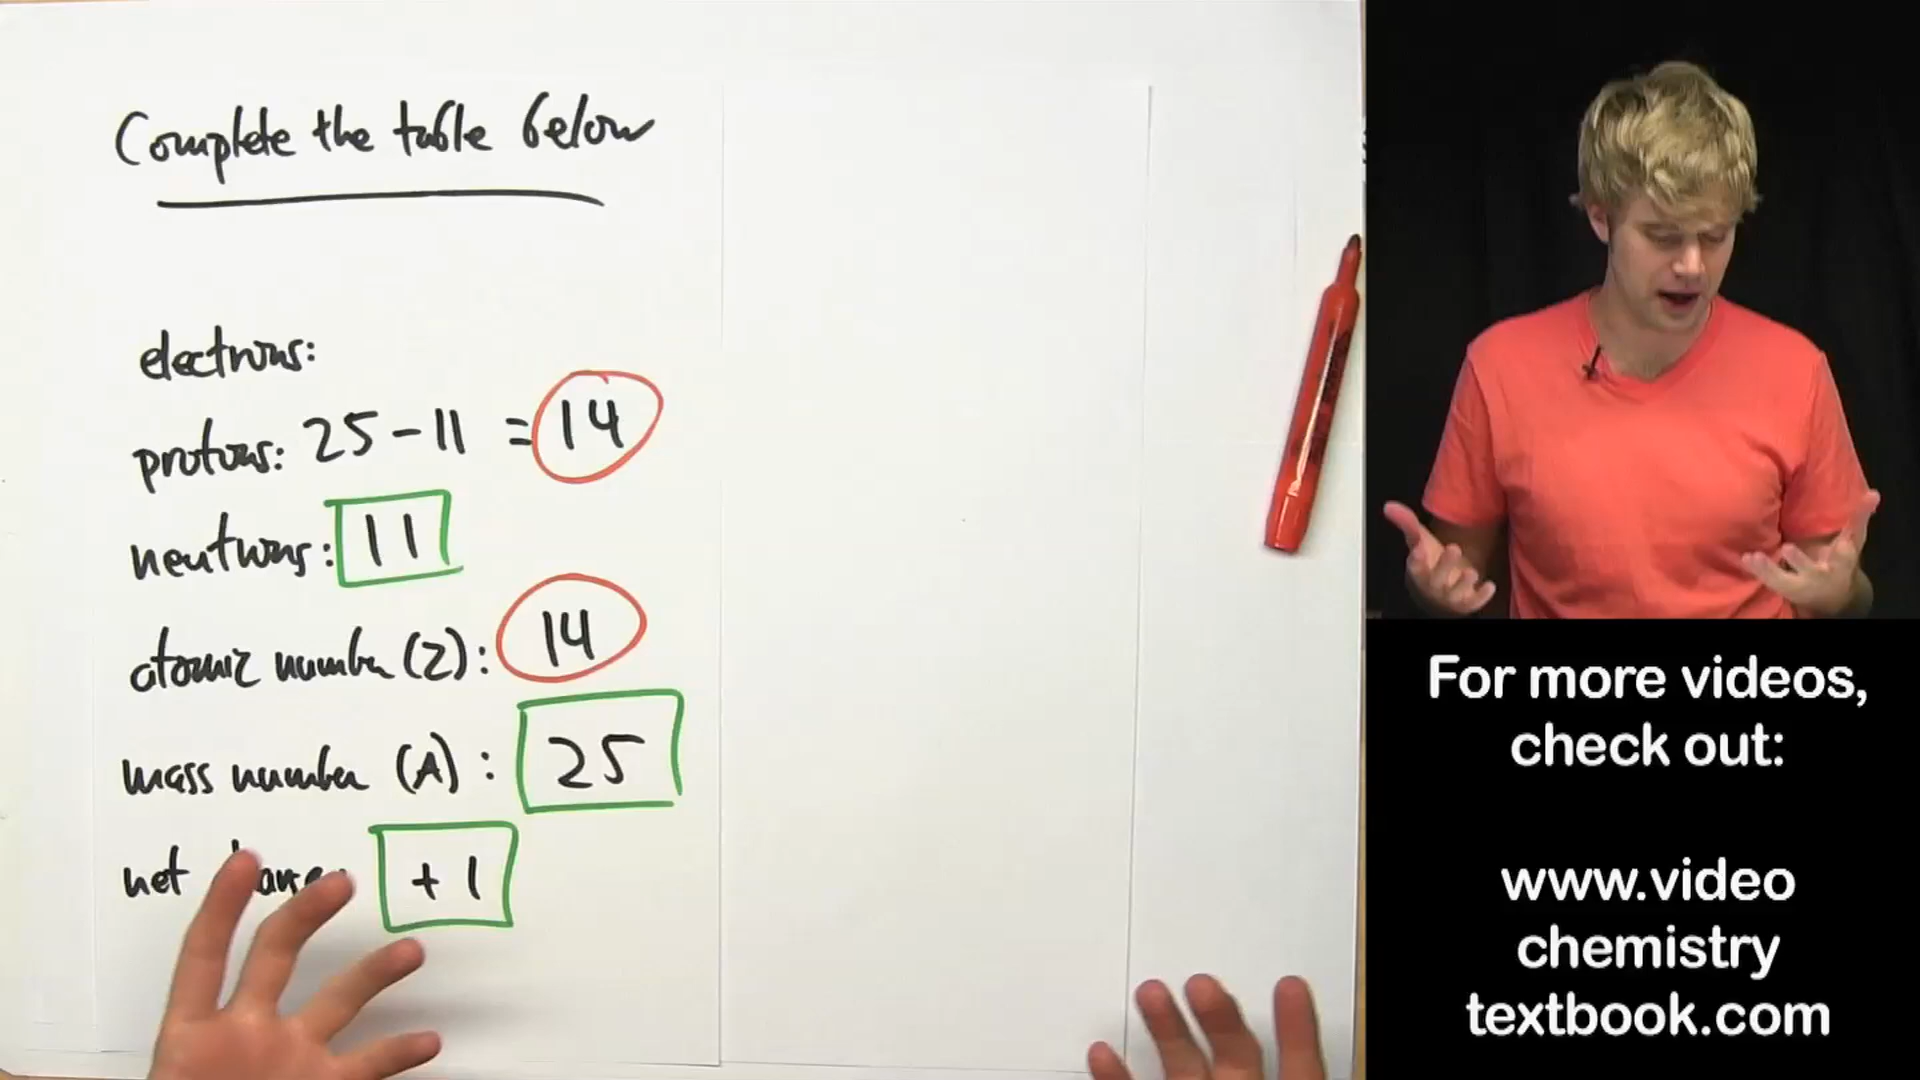 Complete the table below
electrons:
protons: 25 - 11 = 14
neutrons: 11
atomic number (Z): 14
mass number (A): 25
net + 1
For more videos,
check out:
www.video
chemistry
textbook.com